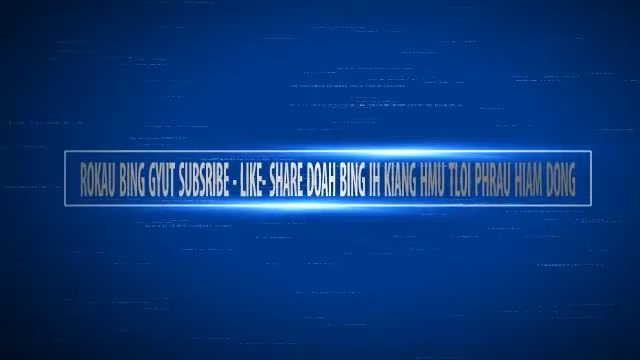 ROKAU BING GYUT SUBSRIBE - LIKE- SHARE DOAH BING IH KIANG HMU TLOI PHRAU HIAM DONG